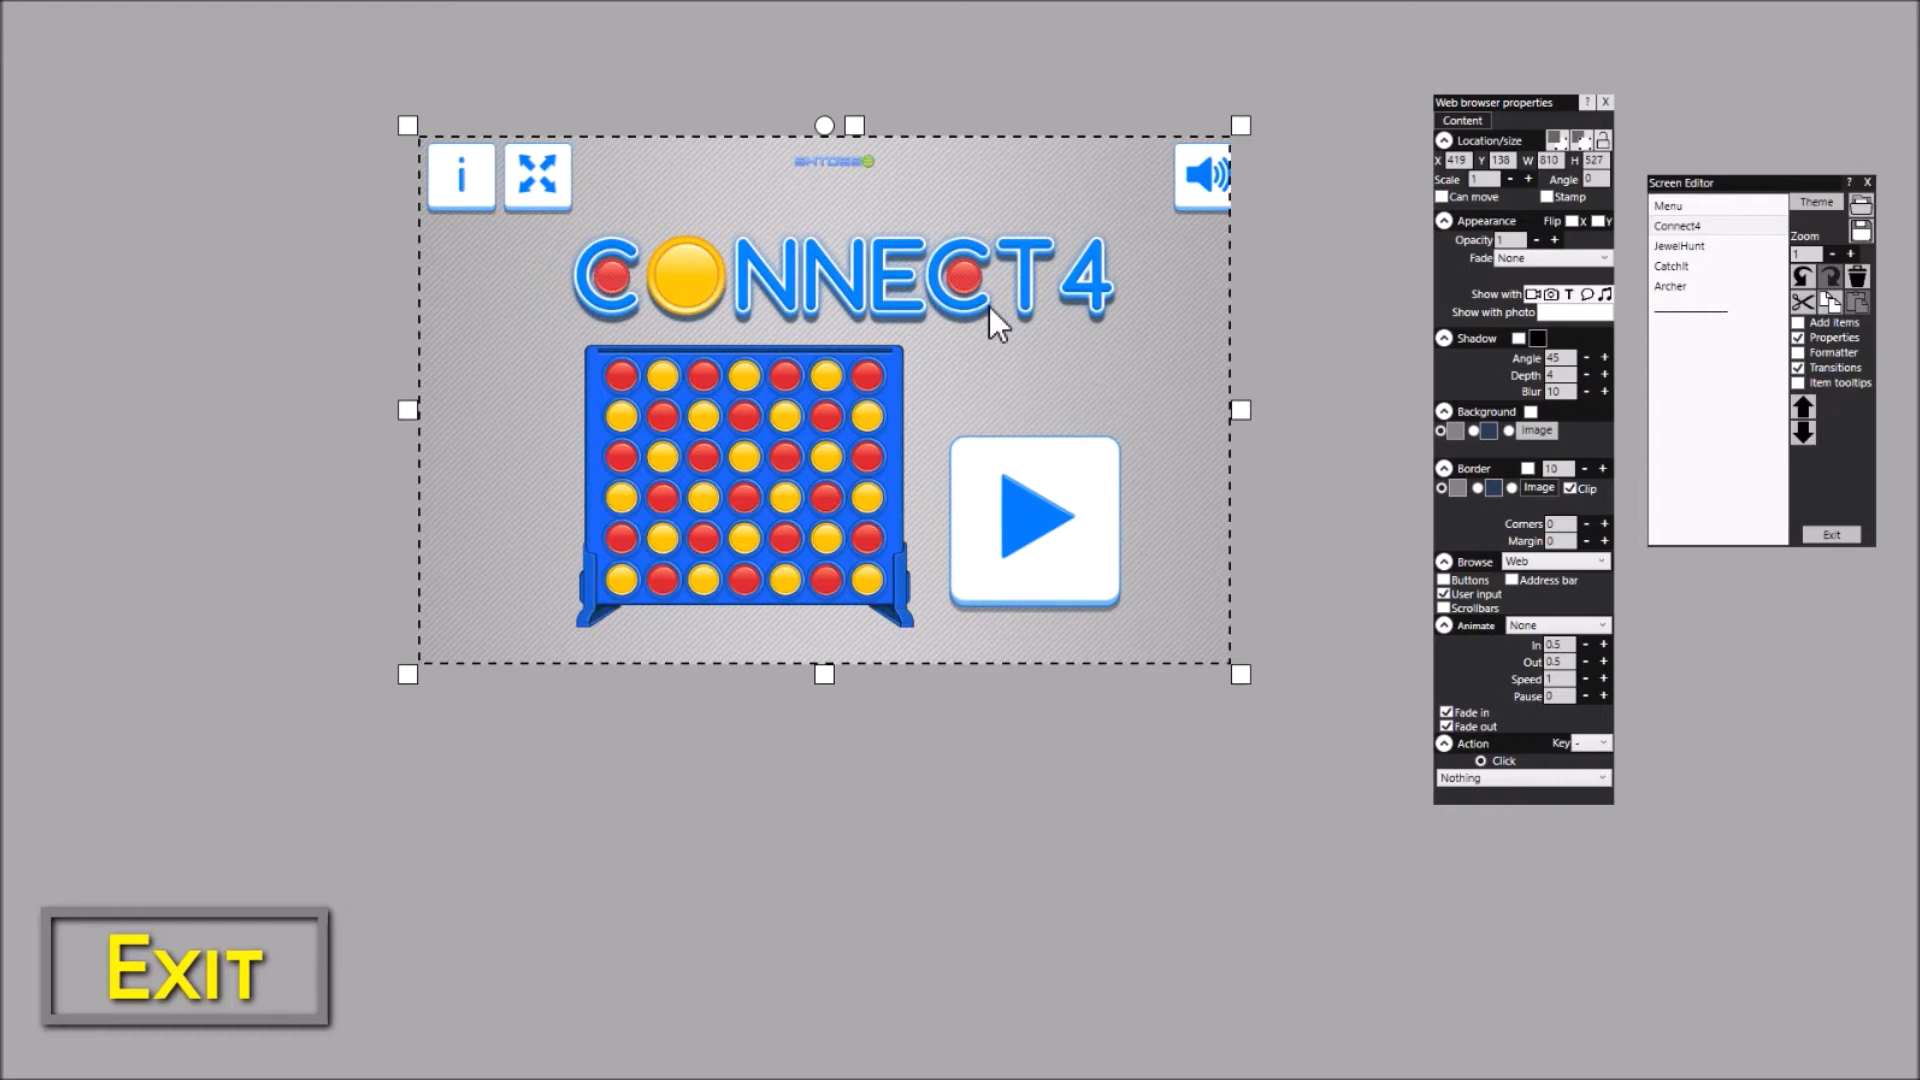 i
CONNECT 4
EXIT
Web browser properties ? X
Content
Location/size
X 419 Y 138 W 810 H 527
Scale 1 - + Angle 0
Can move Stamp
Appearance Flip X Y
Opacity 1 - +
Fade None
Show with T
Show with photo
Shadow
Angle 45 - +
Depth 4 - +
Blur 10 - +
Background
Image
Border 10 - +
Image Clip
Corners 0 - +
Margin 0 - +
Browse Web
Buttons Address bar
User input
Scrollbars
Animate None
In 0.5 - +
Out 0.5 - +
Speed 1 - +
Pause 0 - +
Fade in
Fade out
Action Key -
Click
Nothing
Screen Editor ? X
Menu
Connect4
JewelHunt
CatchIt
Archer
Theme
Zoom
1 - +
Add Items
Properties
Formatter
Transitions
Item tooltips
Exit